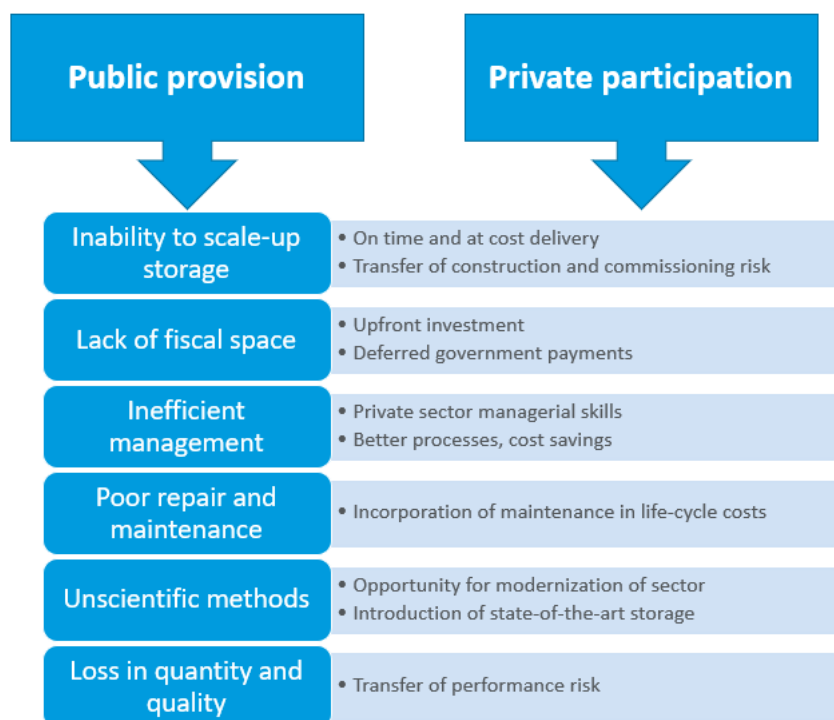 Public provision
Private participation
Inability to scale-up
storage
• On time and at cost delivery
• Transfer of construction and commissioning risk
Lack of fiscal space
• Upfront investment
• Deferred government payments
Inefficient
management
• Private sector managerial skills
• Better processes, cost savings
Poor repair and
maintenance
• Incorporation of maintenance in life-cycle costs
Unscientific methods
• Opportunity for modernization of sector
• Introduction of state-of-the-art storage
Loss in quantity and
quality
• Transfer of performance risk